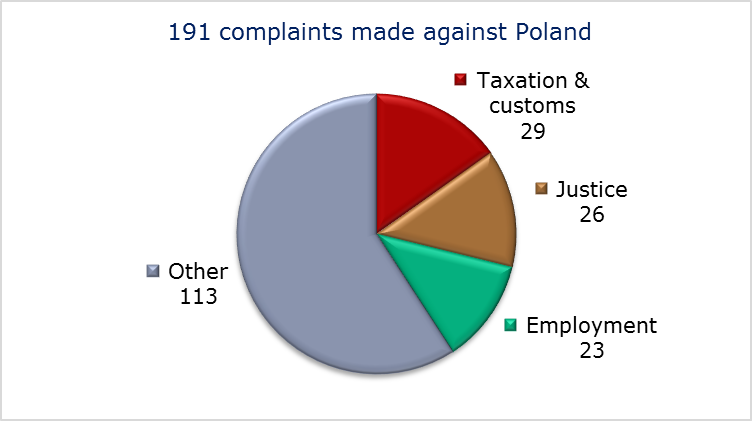 191 complaints made against Poland
Taxation &
customs
29
Justice
26
Employment
23
Other
113